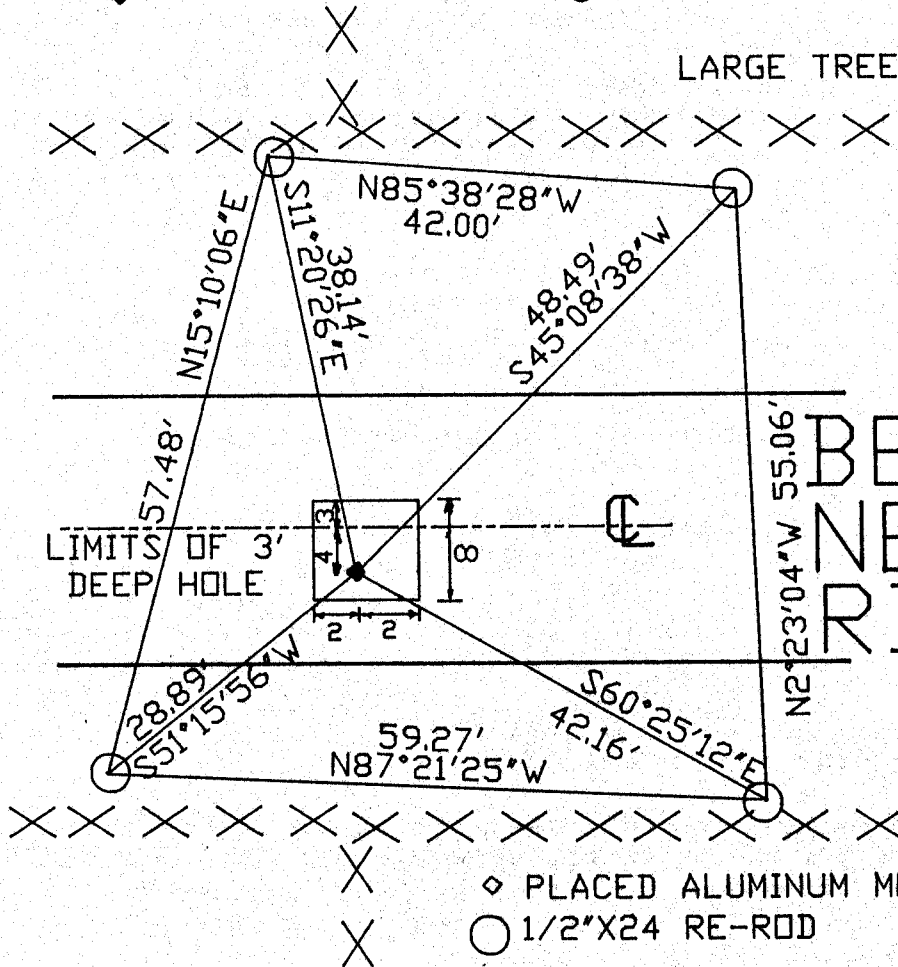 LARGE TREE
N85°38'28"W
42.00'
N15°10'06"E
57.48'
38.14'
S11°20'26"E
48.49'
S45°08'38"W
55.06'
N2°23'04"W
BE
NE
LIMITS OF 3'
DEEP HOLE
3
4
8
2
2
28.89'
S51°15'56"W
59.27'
N87°21'25"W
S60°25'12"E
42.16'
PLACED ALUMINUM
1/2"X24 RE-ROD